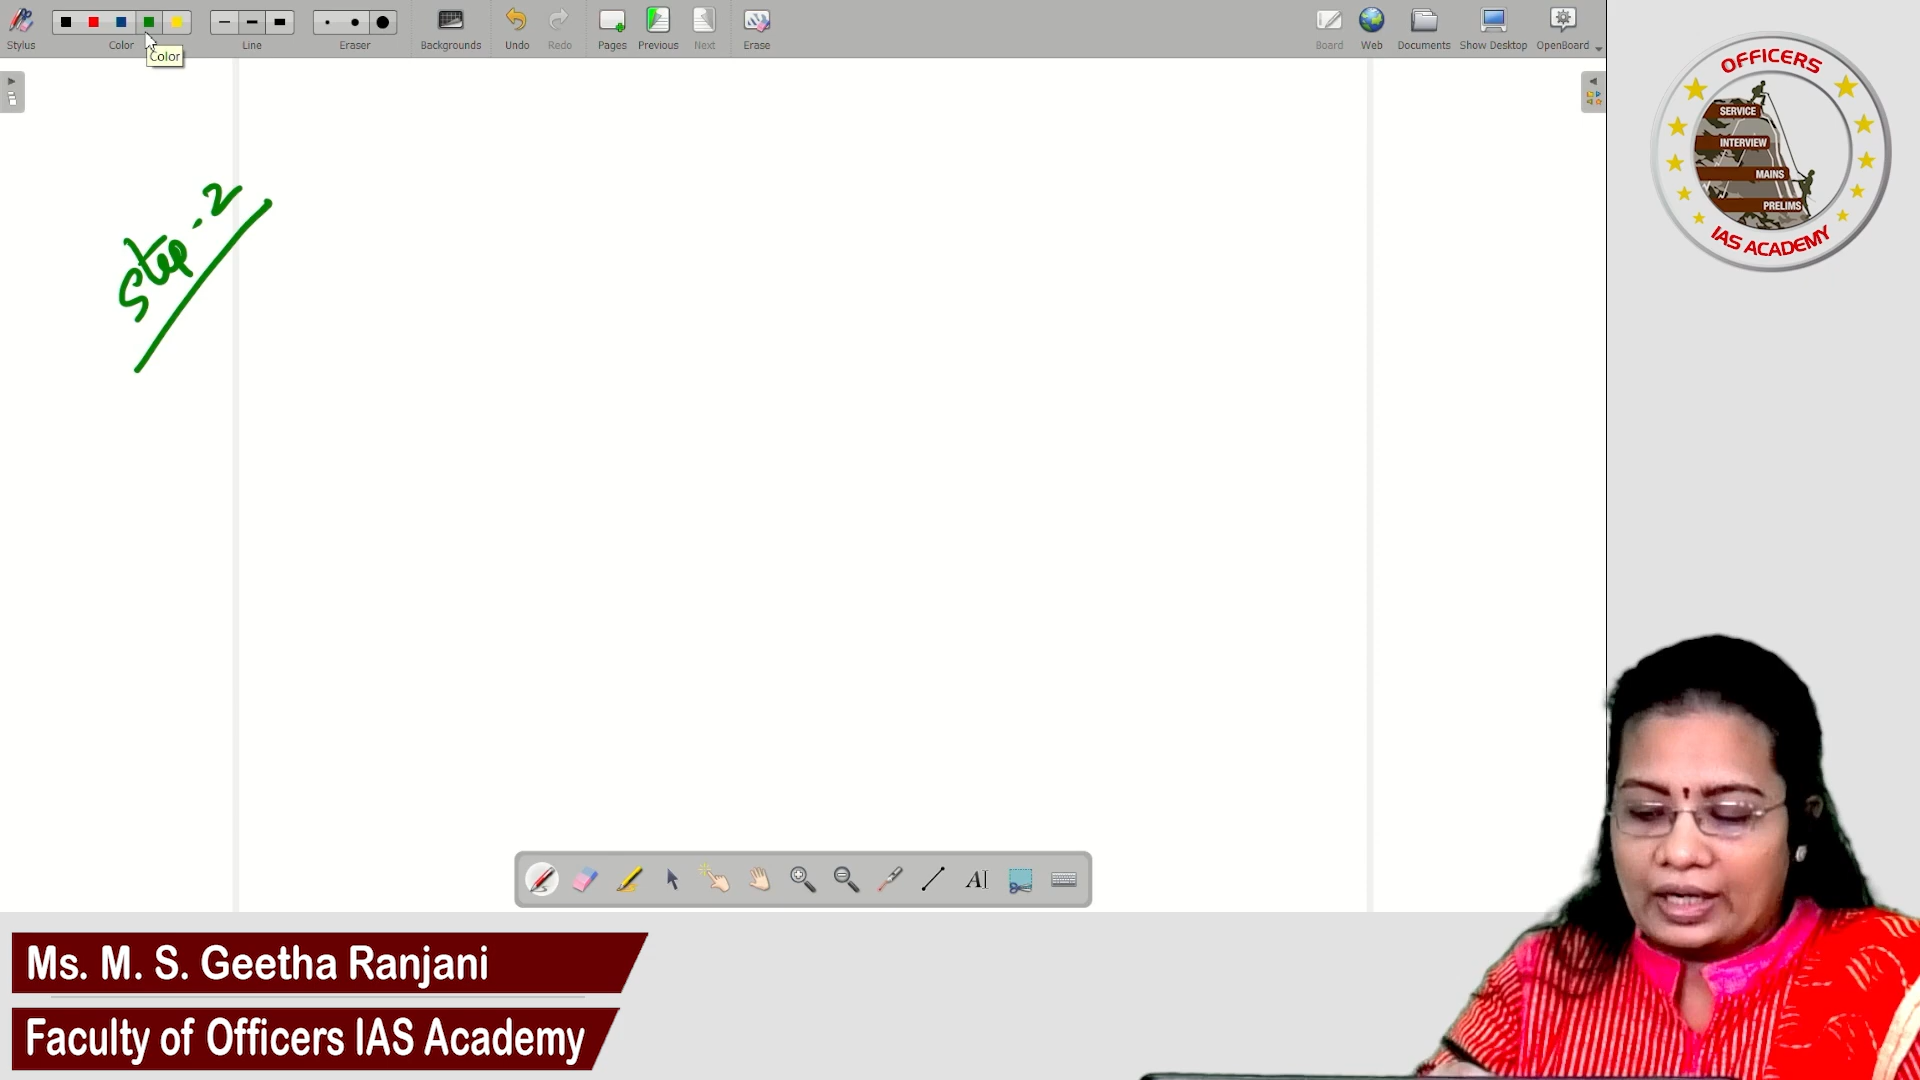 Stylus
Color
Line
Eraser
Backgrounds
Undo
Redo
Pages
Previous
Next
Erase
Board
Web
Documents
Show Desktop
OpenBoard
Color
Step-2
OFFICERS
SERVICE
INTERVIEW
MAINS
PRELIMS
IAS ACADEMY
AI
Ms. M. S. Geetha Ranjani
Faculty of Officers IAS Academy